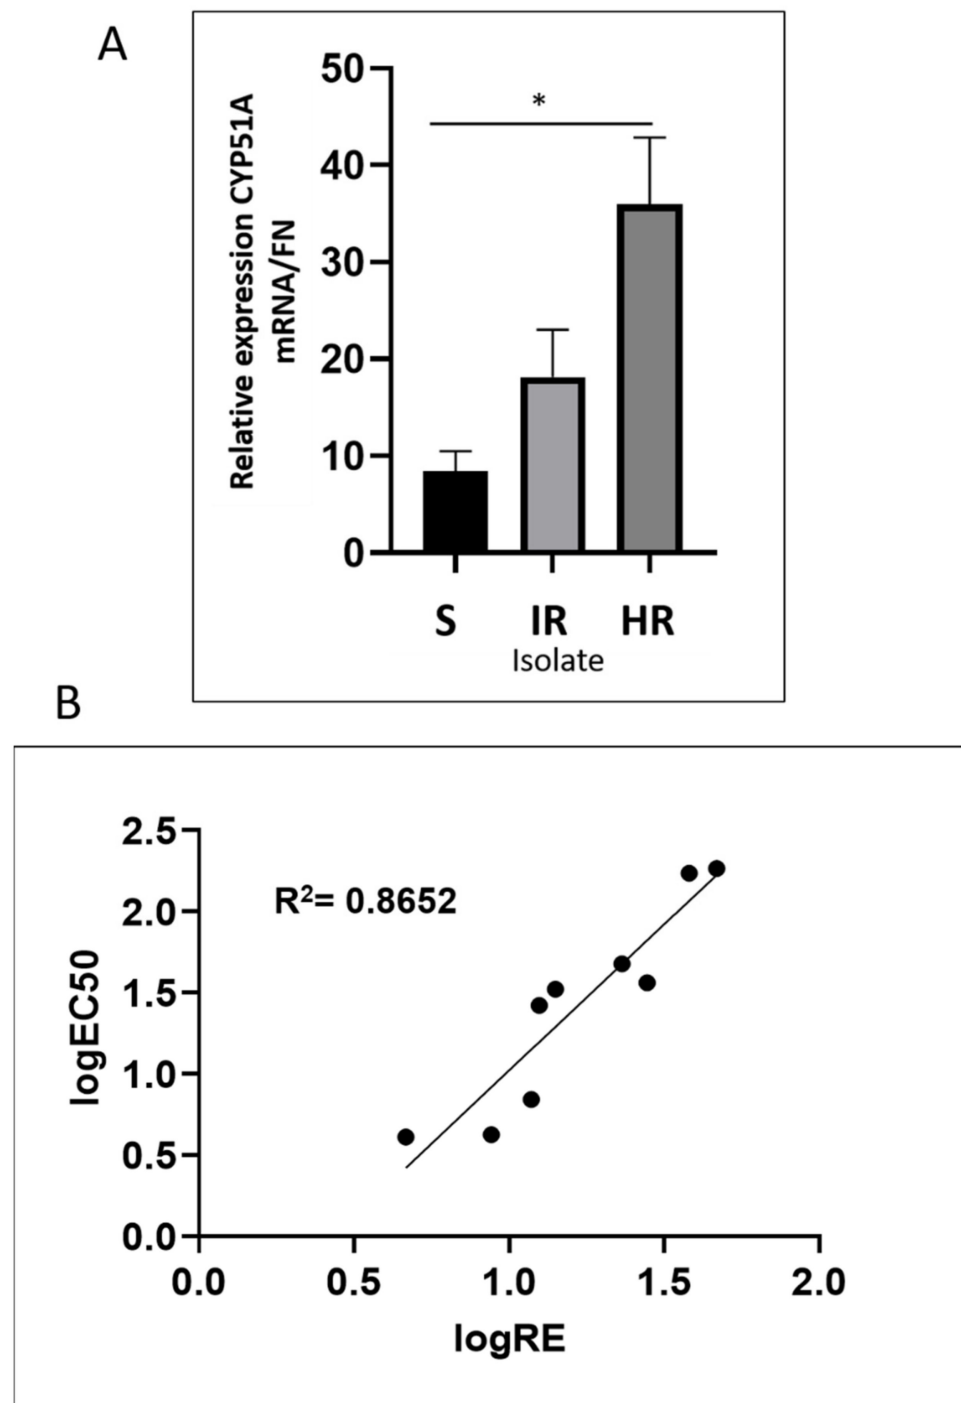 A
Relative expression CYP51A
mRNA/FN
50
40
30
20
10
0
*
S IR HR
Isolate
B
logEC50
2.5
2.0
1.5
1.0
0.5
0.0
R²= 0.8652
0.0 0.5 1.0 1.5 2.0
logRE